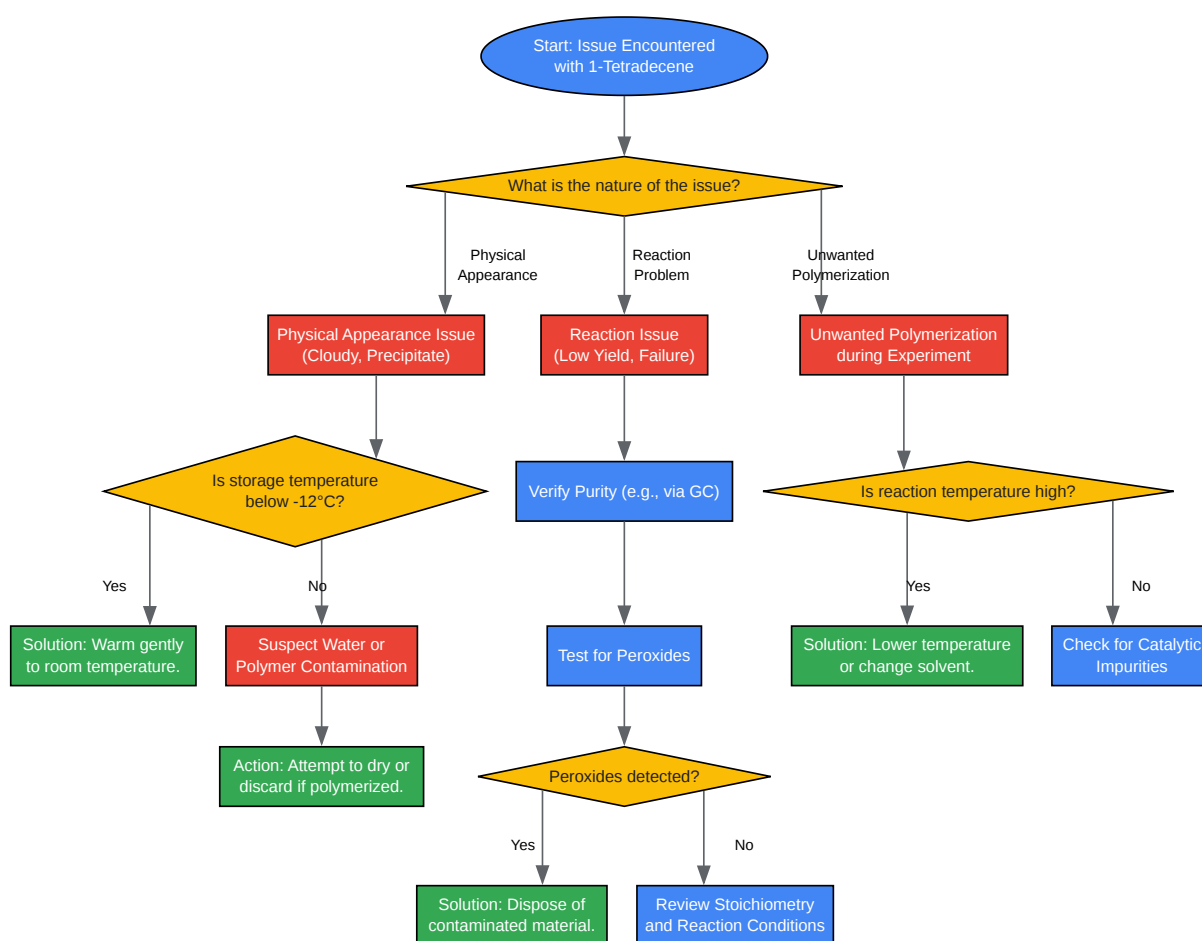 Start: Issue Encountered
with 1-Tetradecene
What is the nature of the issue?
Physical
Appearance
Reaction
Problem
Unwanted
Polymerization
Physical Appearance Issue
(Cloudy, Precipitate)
Reaction Issue
(Low Yield, Failure)
Unwanted Polymerization
during Experiment
Is storage temperature
below -12°C?
Verify Purity (e.g., via GC)
Is reaction temperature high?
Yes
No
Yes
No
Solution: Warm gently
to room temperature.
Suspect Water or
Polymer Contamination
Test for Peroxides
Solution: Lower temperature
or change solvent.
Check for Catalytic
Impurities
Action: Attempt to dry or
discard if polymerized.
Peroxides detected?
Yes
No
Solution: Dispose of
contaminated material.
Review Stoichiometry
and Reaction Conditions